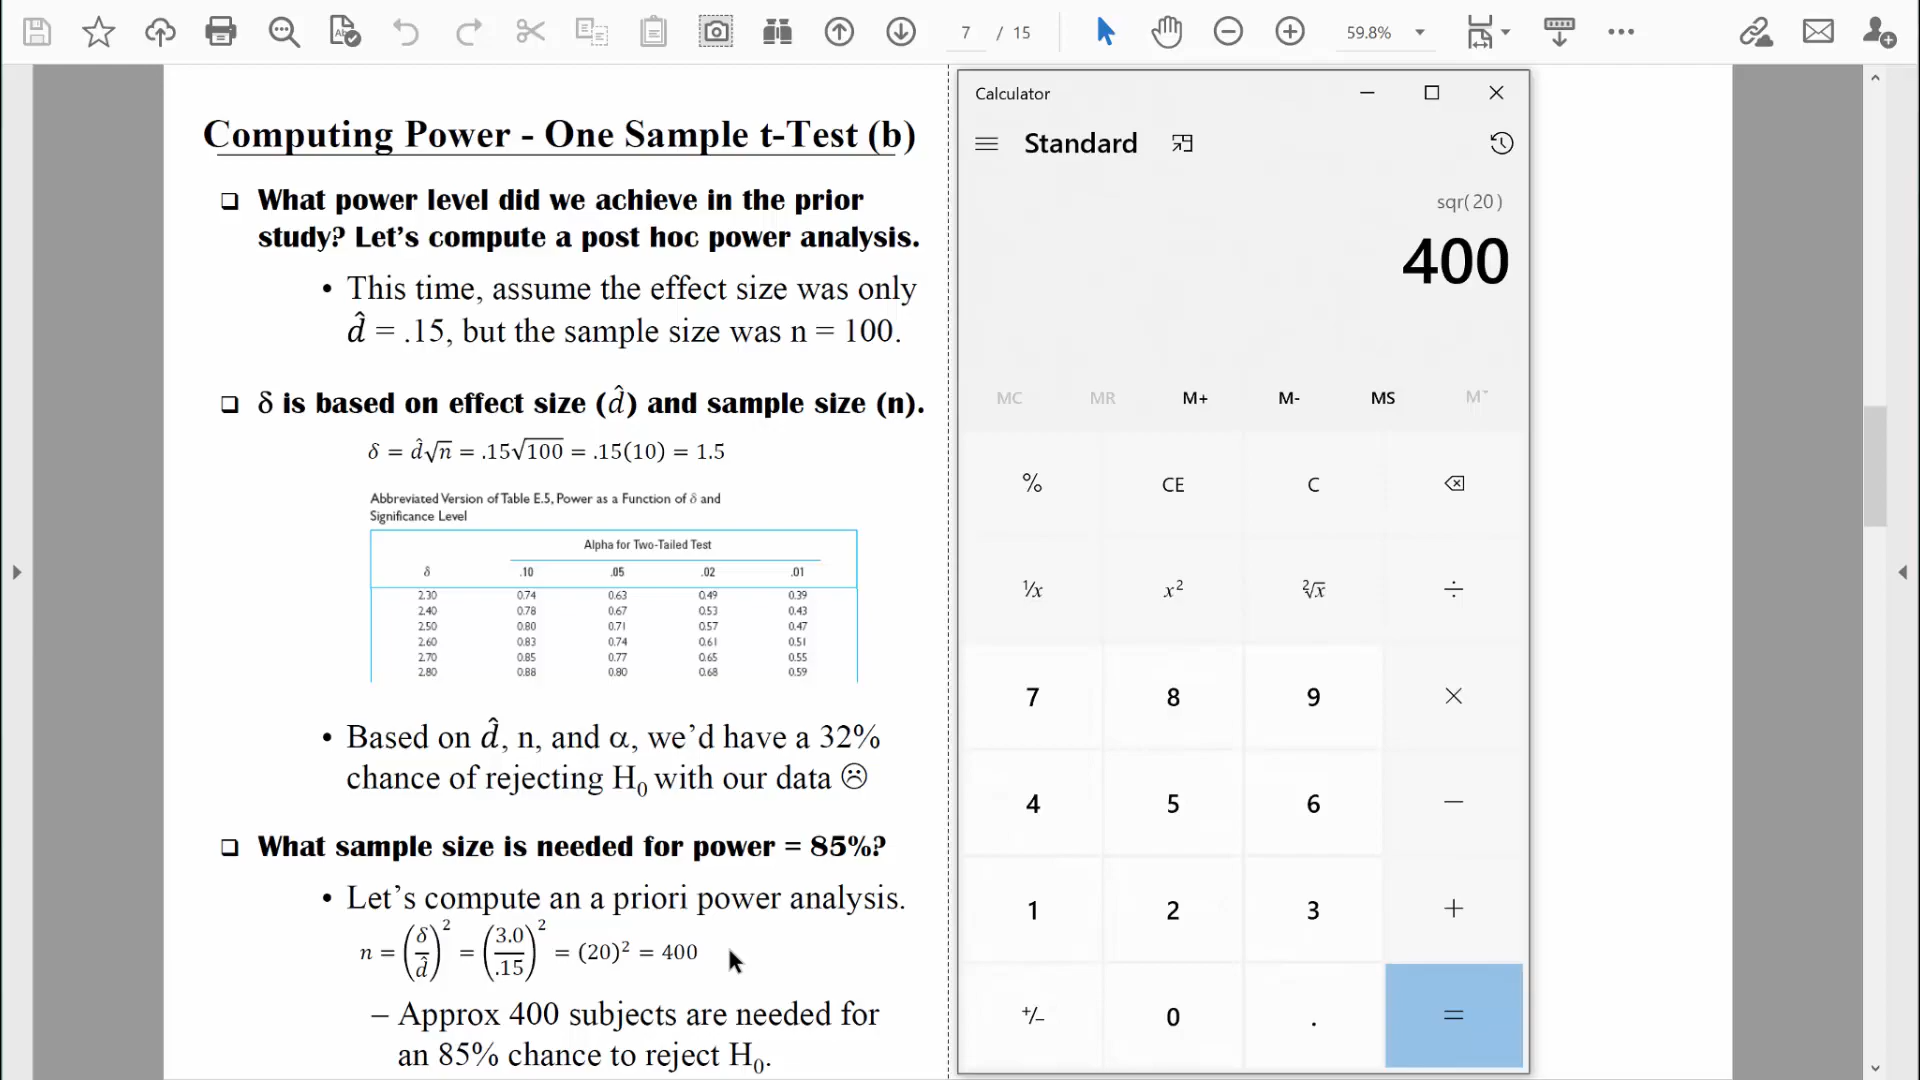 7 / 15
59.8%
Computing Power - One Sample t-Test (b)
❑ What power level did we achieve in the prior
study? Let’s compute a post hoc power analysis.
• This time, assume the effect size was only
d̂ = .15, but the sample size was n = 100.
❑ δ is based on effect size (d̂) and sample size (n).
δ = d̂√n = .15√100 = .15(10) = 1.5
Abbreviated Version of Table E.5, Power as a Function of δ and
Significance Level
Alpha for Two-Tailed Test
δ .10 .05 .02 .01
2.30 0.74 0.63 0.49 0.39
2.40 0.78 0.67 0.53 0.43
2.50 0.80 0.71 0.57 0.47
2.60 0.83 0.74 0.61 0.51
2.70 0.85 0.77 0.65 0.55
2.80 0.88 0.80 0.68 0.59
• Based on d̂, n, and α, we’d have a 32%
chance of rejecting H₀ with our data ☹
❑ What sample size is needed for power = 85%?
• Let’s compute an a priori power analysis.
n = (δ/d̂)² = (3.0/.15)² = (20)² = 400
– Approx 400 subjects are needed for
an 85% chance to reject H₀.
Calculator
Standard
sqr(20)
400
MC MR M+ M- MS M˅
% CE C
¹/x x² ²√x ÷
7 8 9 ×
4 5 6 −
1 2 3 +
+/− 0 . =